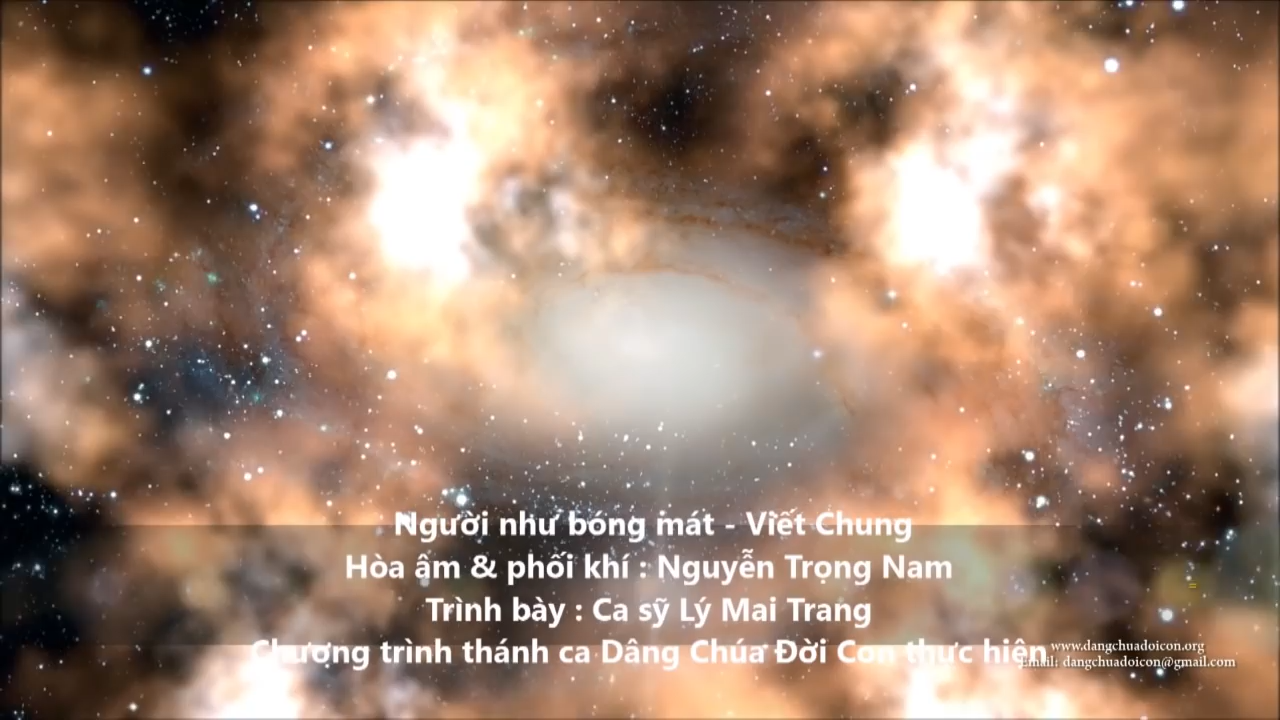 Người như bóng mát - Viết Chung
Hòa âm & phối khí : Nguyễn Trọng Nam
Trình bày : Ca sỹ Lý Mai Trang
Chương trình thánh ca Dâng Chúa Đời Con thực hiện
www.dangchuadoicon.org
Email: dangchuadoicon@gmail.com